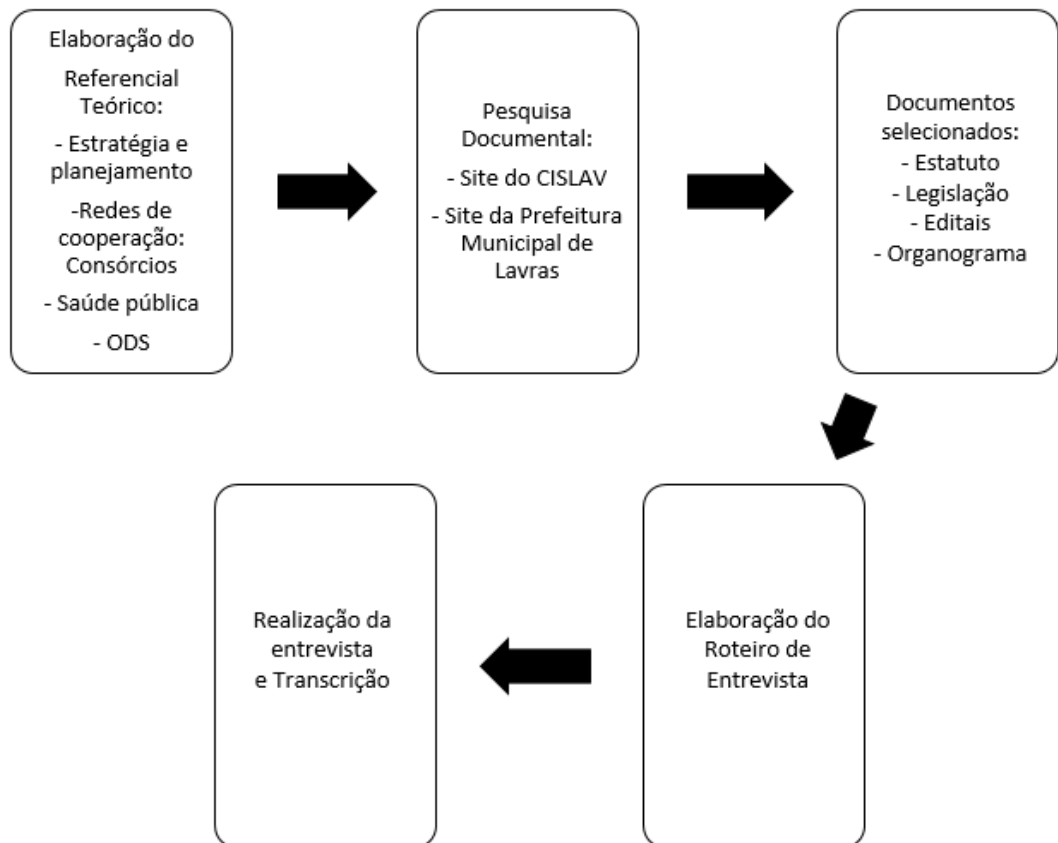 Elaboração do
Referencial
Teórico:
- Estratégia e
planejamento
-Redes de
cooperação:
Consórcios
- Saúde pública
- ODS
Pesquisa
Documental:
- Site do CISLAV
- Site da Prefeitura
Municipal de
Lavras
Documentos
selecionados:
- Estatuto
- Legislação
- Editais
- Organograma
Elaboração do
Roteiro de
Entrevista
Realização da
entrevista
e Transcrição